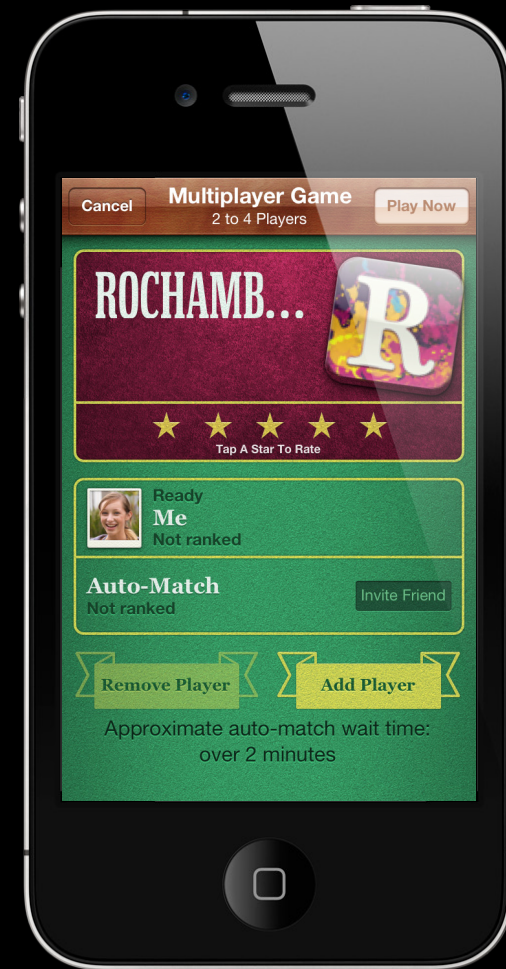 Cancel
Multiplayer Game
2 to 4 Players
Play Now
ROCHAMB...
R
Tap A Star To Rate
Ready
Me
Not ranked
Auto-Match
Not ranked
Invite Friend
Remove Player
Add Player
Approximate auto-match wait time:
over 2 minutes